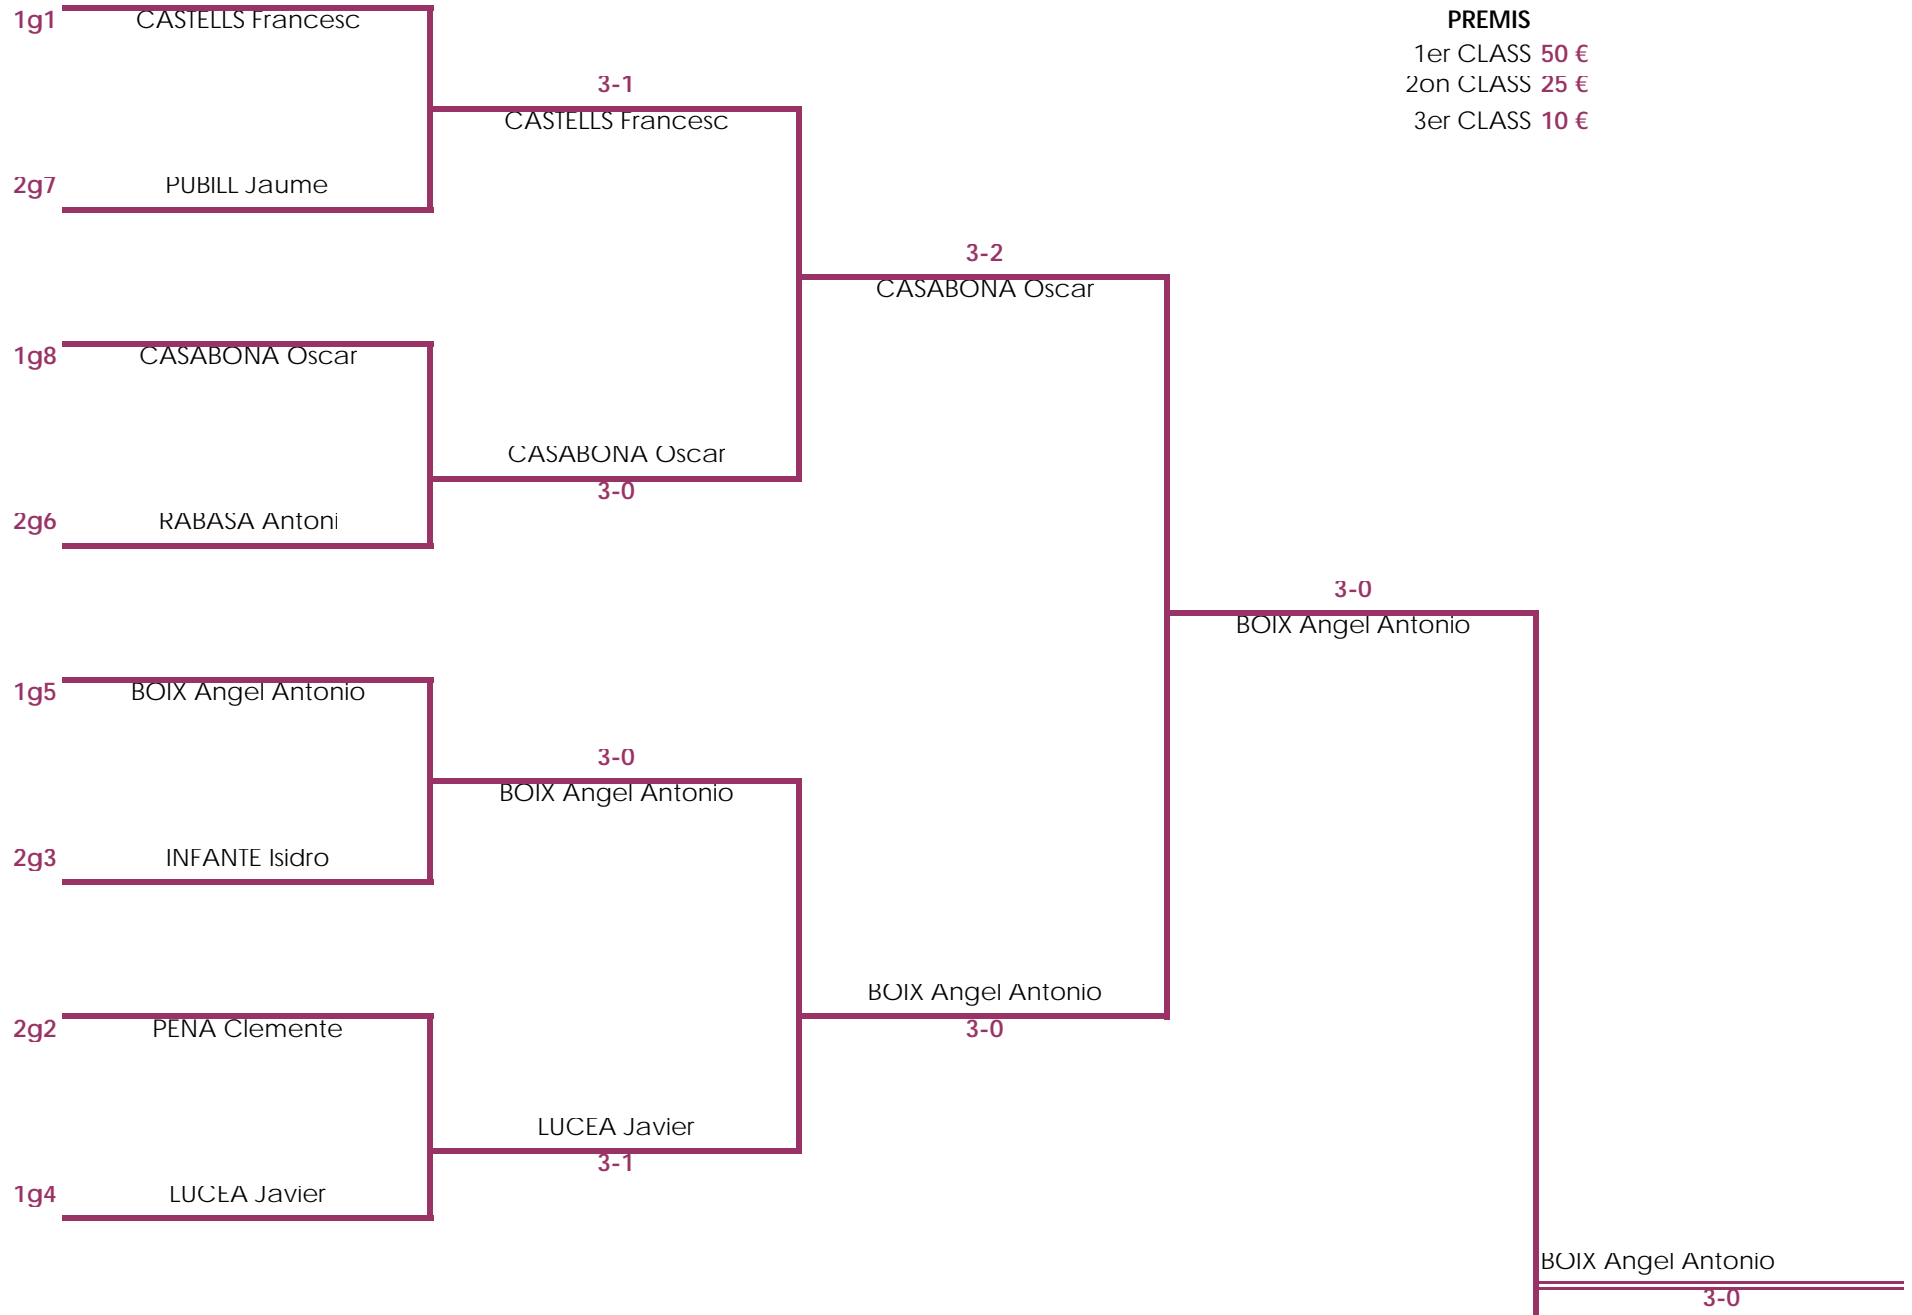 1g1 CASTELLS Francesc
PREMIS
1er CLASS 50 €
3-1
2on CLASS 25 €
CASTELLS Francesc
3er CLASS 10 €
2g7 PUBILL Jaume
3-2
CASABONA Oscar
1g8 CASABONA Oscar
CASABONA Oscar
3-0
2g6 RABASA Antoni
3-0
BOIX Angel Antonio
1g5 BOIX Angel Antonio
3-0
BOIX Angel Antonio
2g3 INFANTE Isidro
BOIX Angel Antonio
2g2 PENA Clemente
3-0
LUCEA Javier
3-1
1g4 LUCEA Javier
BOIX Angel Antonio
3-0